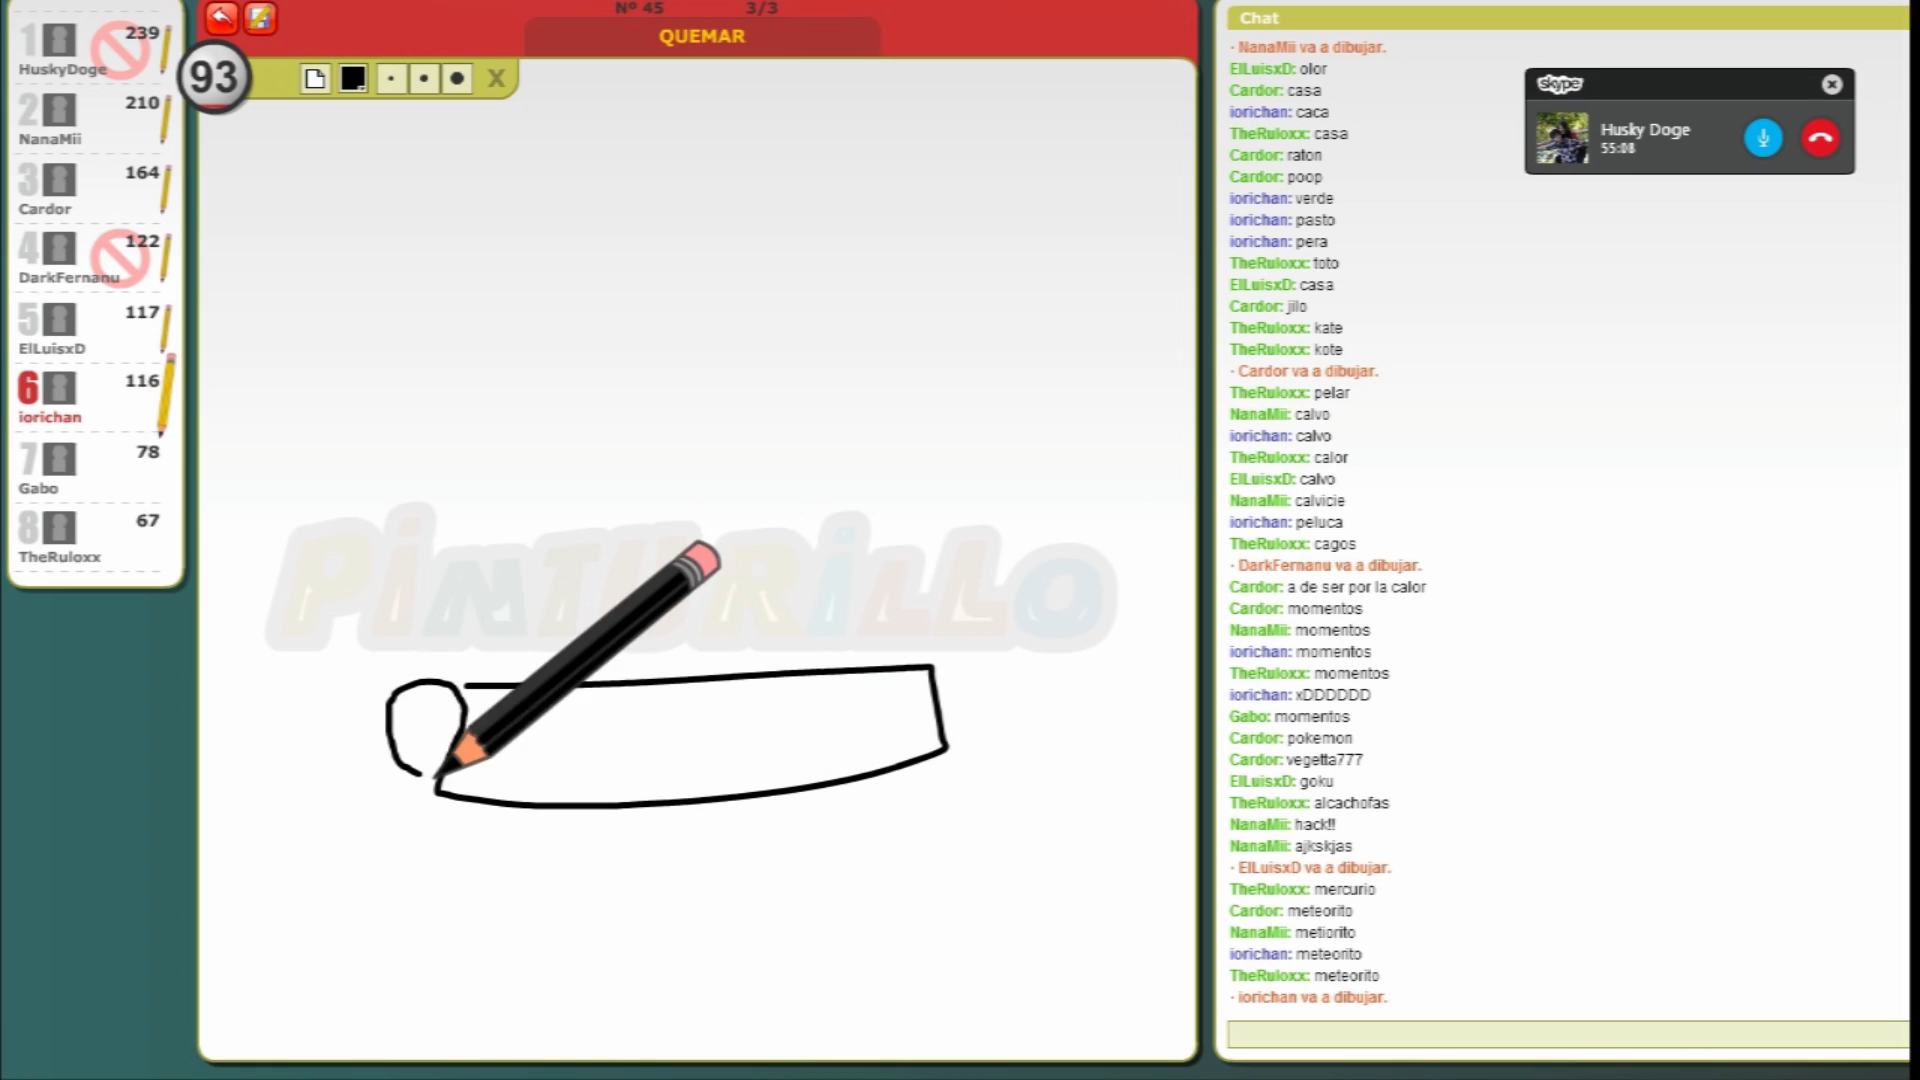 1
239
HuskyDoge
2
210
NanaMii
3
164
Cardor
4
122
DarkFernanu
5
117
ElLuisxD
6
116
iorichan
7
78
Gabo
8
67
TheRuloxx
93
Nº 45
3/3
QUEMAR
X
PINTURILLO
Chat
· NanaMii va a dibujar.
ElLuisxD: olor
Cardor: casa
iorichan: caca
TheRuloxx: casa
Cardor: raton
Cardor: poop
iorichan: verde
iorichan: pasto
iorichan: pera
TheRuloxx: toto
ElLuisxD: casa
Cardor: jilo
TheRuloxx: kate
TheRuloxx: kote
· Cardor va a dibujar.
TheRuloxx: pelar
NanaMii: calvo
iorichan: calvo
TheRuloxx: calor
ElLuisxD: calvo
NanaMii: calvicie
iorichan: peluca
TheRuloxx: cagos
· DarkFernanu va a dibujar.
Cardor: a de ser por la calor
Cardor: momentos
NanaMii: momentos
iorichan: momentos
TheRuloxx: momentos
iorichan: xDDDDDD
Gabo: momentos
Cardor: pokemon
Cardor: vegetta777
ElLuisxD: goku
TheRuloxx: alcachofas
NanaMii: hack!!
NanaMii: ajkskjas
· ElLuisxD va a dibujar.
TheRuloxx: mercurio
Cardor: meteorito
NanaMii: metiorito
iorichan: meteorito
TheRuloxx: meteorito
· iorichan va a dibujar.
skype
Husky Doge
55:08